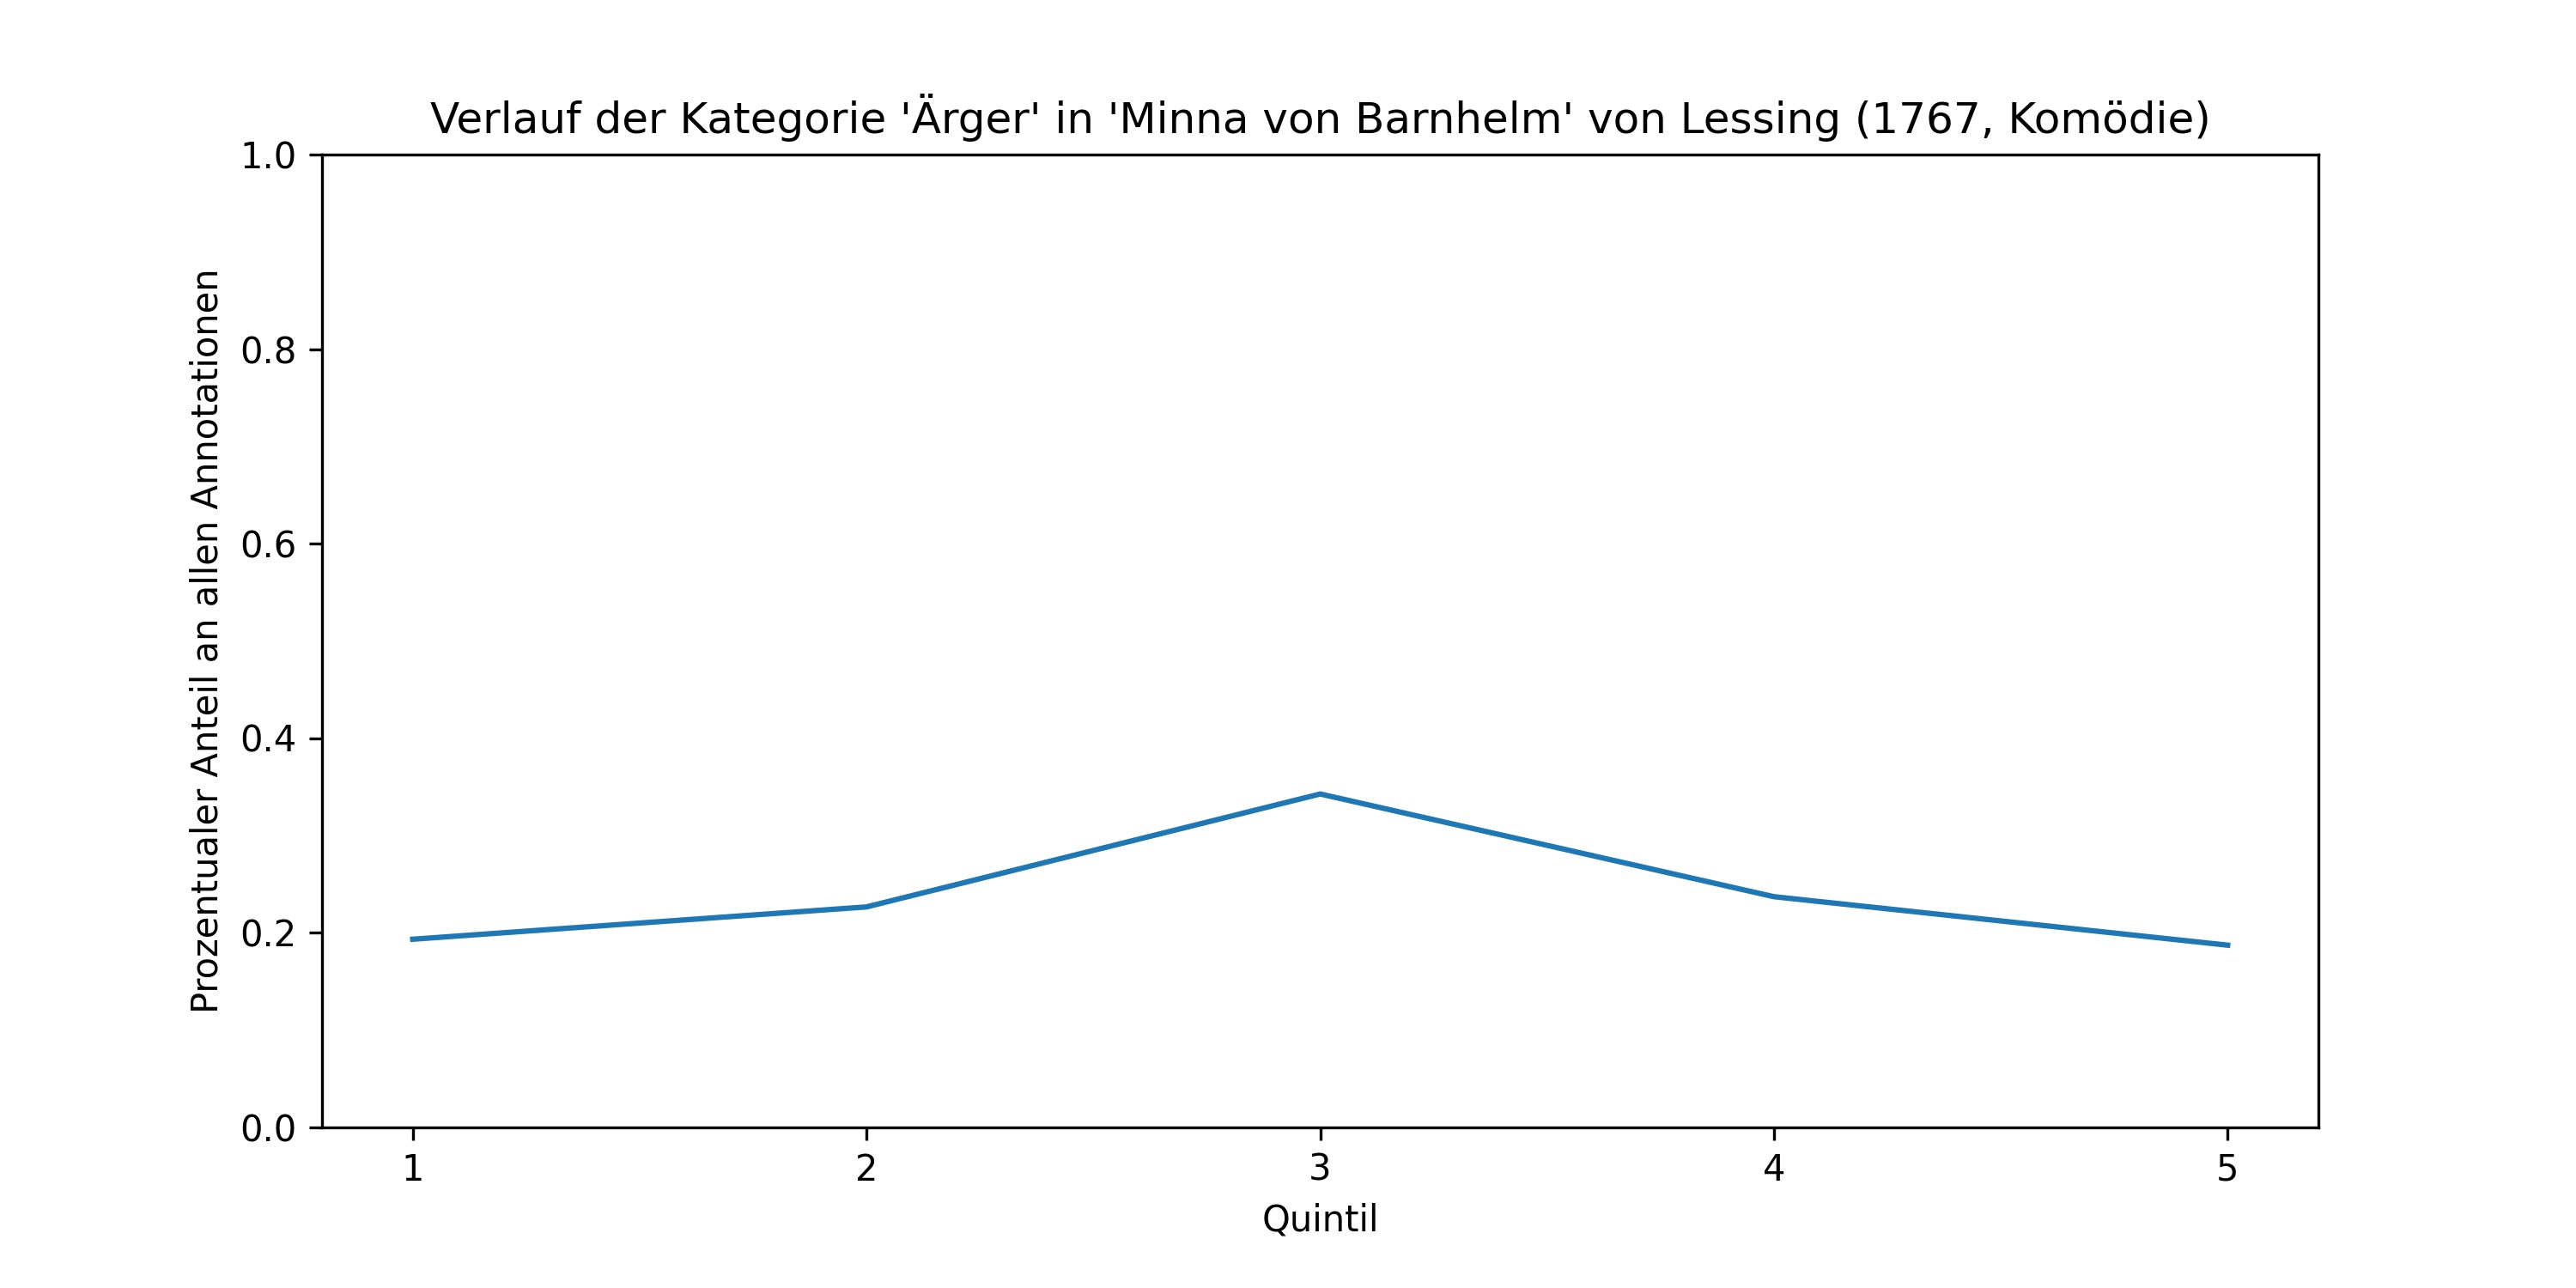 Verlauf der Kategorie 'Ärger' in 'Minna von Barnhelm' von Lessing (1767, Komödie)
Prozentualer Anteil an allen Annotationen
1.0
0.8
0.6
0.4
0.2
0.0
1 2 3 4 5
Quintil